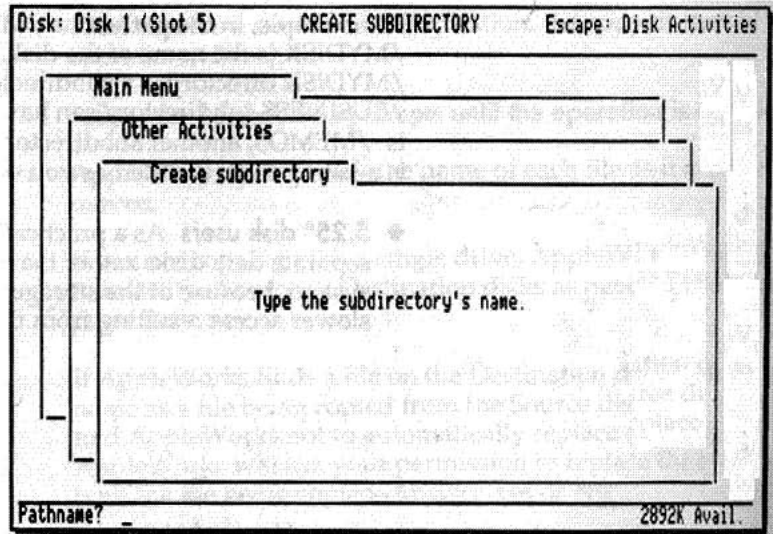 Disk: Disk 1 (Slot 5) CREATE SUBDIRECTORY Escape: Disk Activities
Main Menu
Other Activities
Create subdirectory
Type the subdirectory's name.
Pathname? _ 2892K Avail.